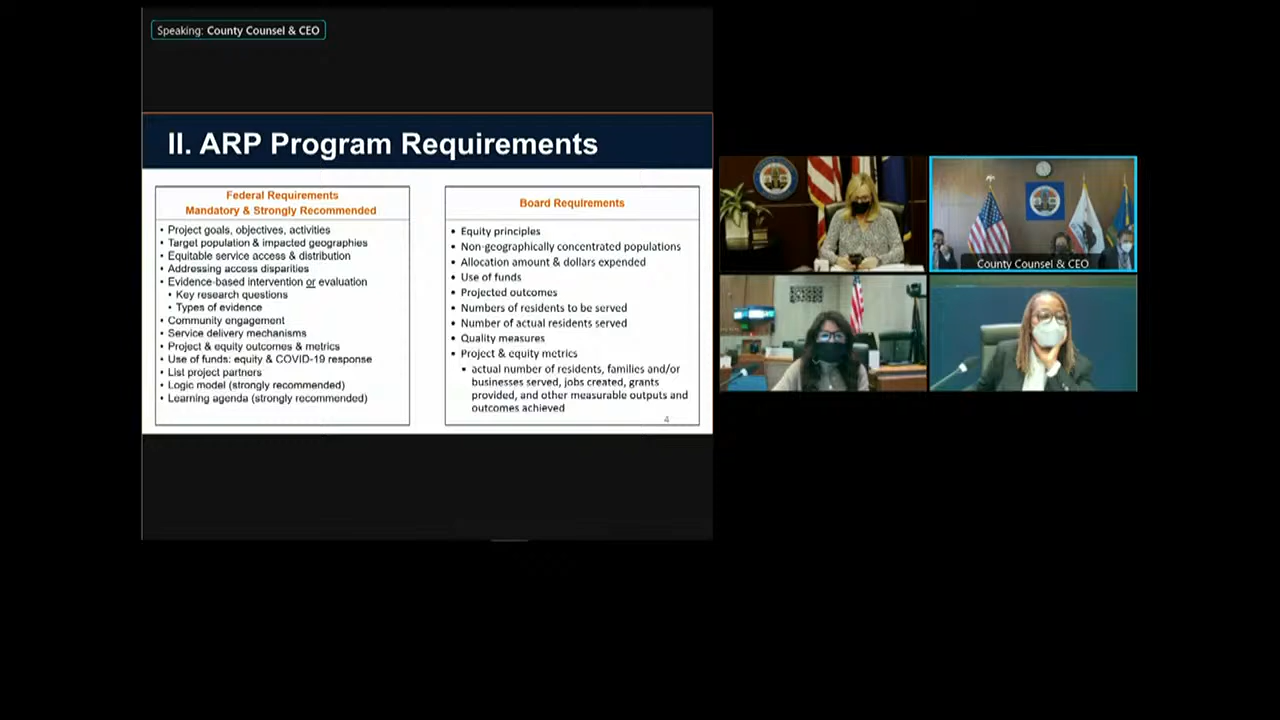 Speaking: County Counsel & CEO
II. ARP Program Requirements
Federal Requirements
Mandatory & Strongly Recommended
• Project goals, objectives, activities
• Target population & impacted geographies
• Equitable service access & distribution
• Addressing access disparities
• Evidence-based intervention or evaluation
• Key research questions
• Types of evidence
• Community engagement
• Service delivery mechanisms
• Project & equity outcomes & metrics
• Use of funds: equity & COVID-19 response
• List project partners
• Logic model (strongly recommended)
• Learning agenda (strongly recommended)
Board Requirements
• Equity principles
• Non-geographically concentrated populations
• Allocation amount & dollars expended
• Use of funds
• Projected outcomes
• Numbers of residents to be served
• Number of actual residents served
• Quality measures
• Project & equity metrics
• actual number of residents, families and/or
businesses served, jobs created, grants
provided, and other measurable outputs and
outcomes achieved
4
County Counsel & CEO